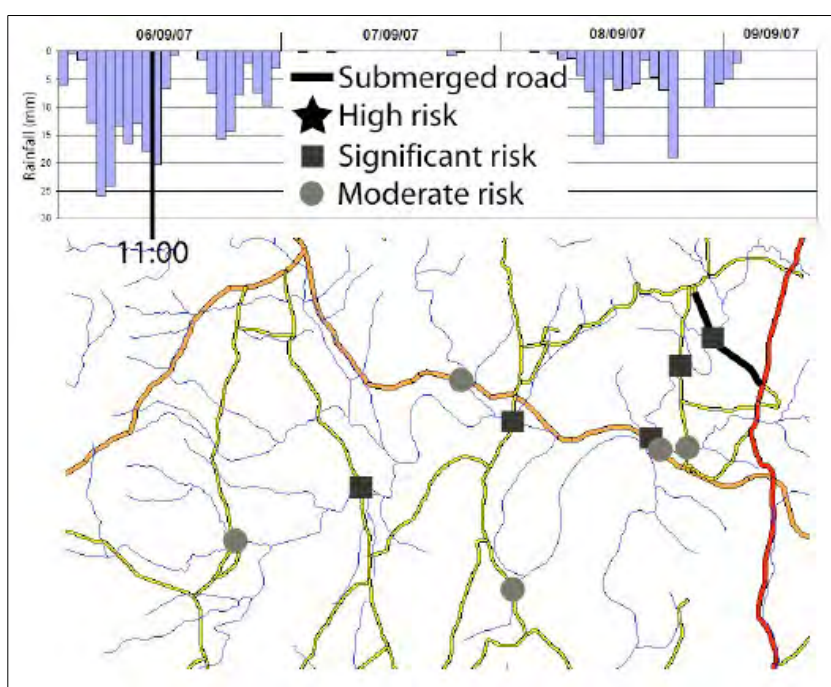 06/09/07
07/09/07
08/09/07
09/09/07
Rainfall (mm)
0
5
10
15
20
25
30
Submerged road
High risk
Significant risk
Moderate risk
11:00